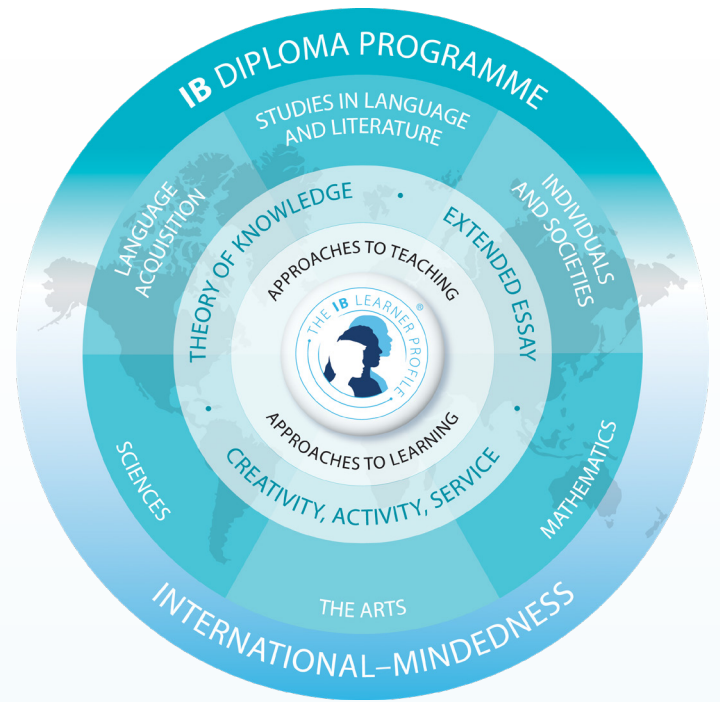 IB DIPLOMA PROGRAMME
STUDIES IN LANGUAGE
AND LITERATURE
LANGUAGE
ACQUISITION
INDIVIDUALS
AND SOCIETIES
THEORY OF KNOWLEDGE
EXTENDED ESSAY
APPROACHES TO TEACHING
THE IB LEARNER PROFILE®
APPROACHES TO LEARNING
CREATIVITY, ACTIVITY, SERVICE
SCIENCES
MATHEMATICS
THE ARTS
INTERNATIONAL–MINDEDNESS